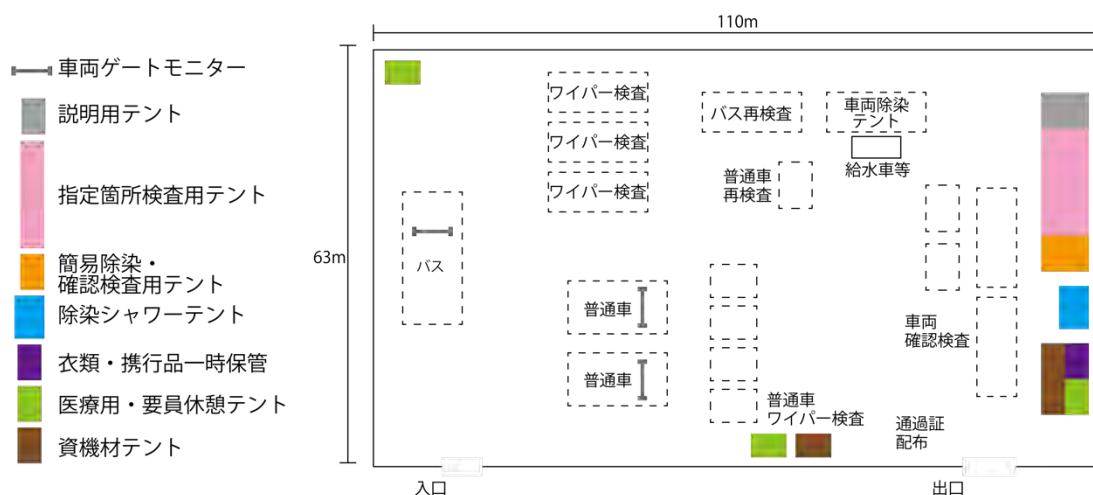 車両ゲートモニター
説明用テント
指定箇所検査用テント
簡易除染・
確認検査用テント
除染シャワーテント
衣類・携行品一時保管
医療用・要員休憩テント
資機材テント
110m
63m
ワイパー検査
ワイパー検査
ワイパー検査
バス再検査
車両除染
テント
給水車等
普通車
再検査
バス
普通車
普通車
車両
確認検査
普通車
ワイパー検査
通過証
配布
入口
出口